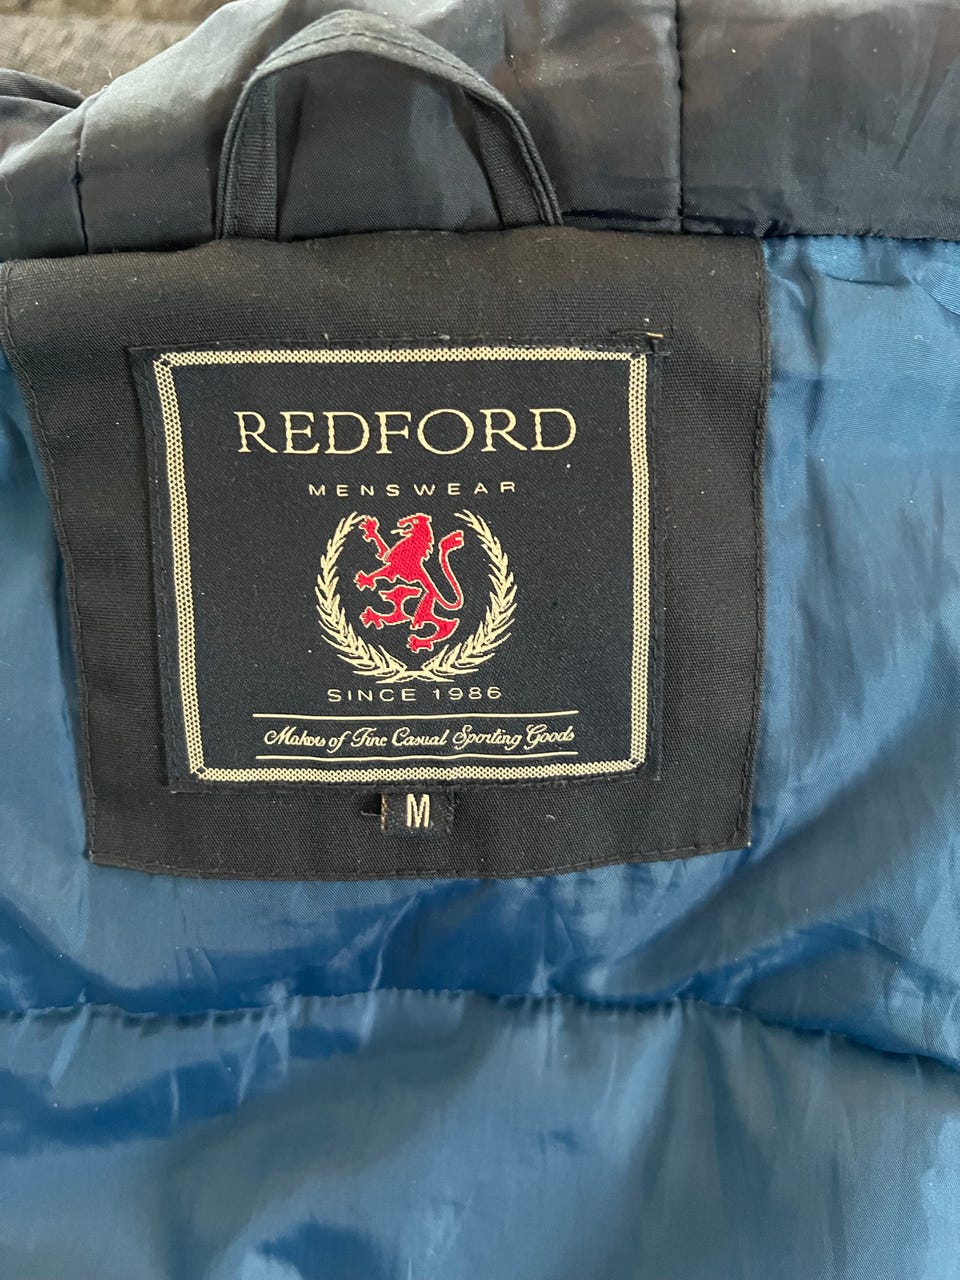 REDFORD
MENSWEAR
SINCE 1986
Makers of Fine Casual Sporting Goods
M